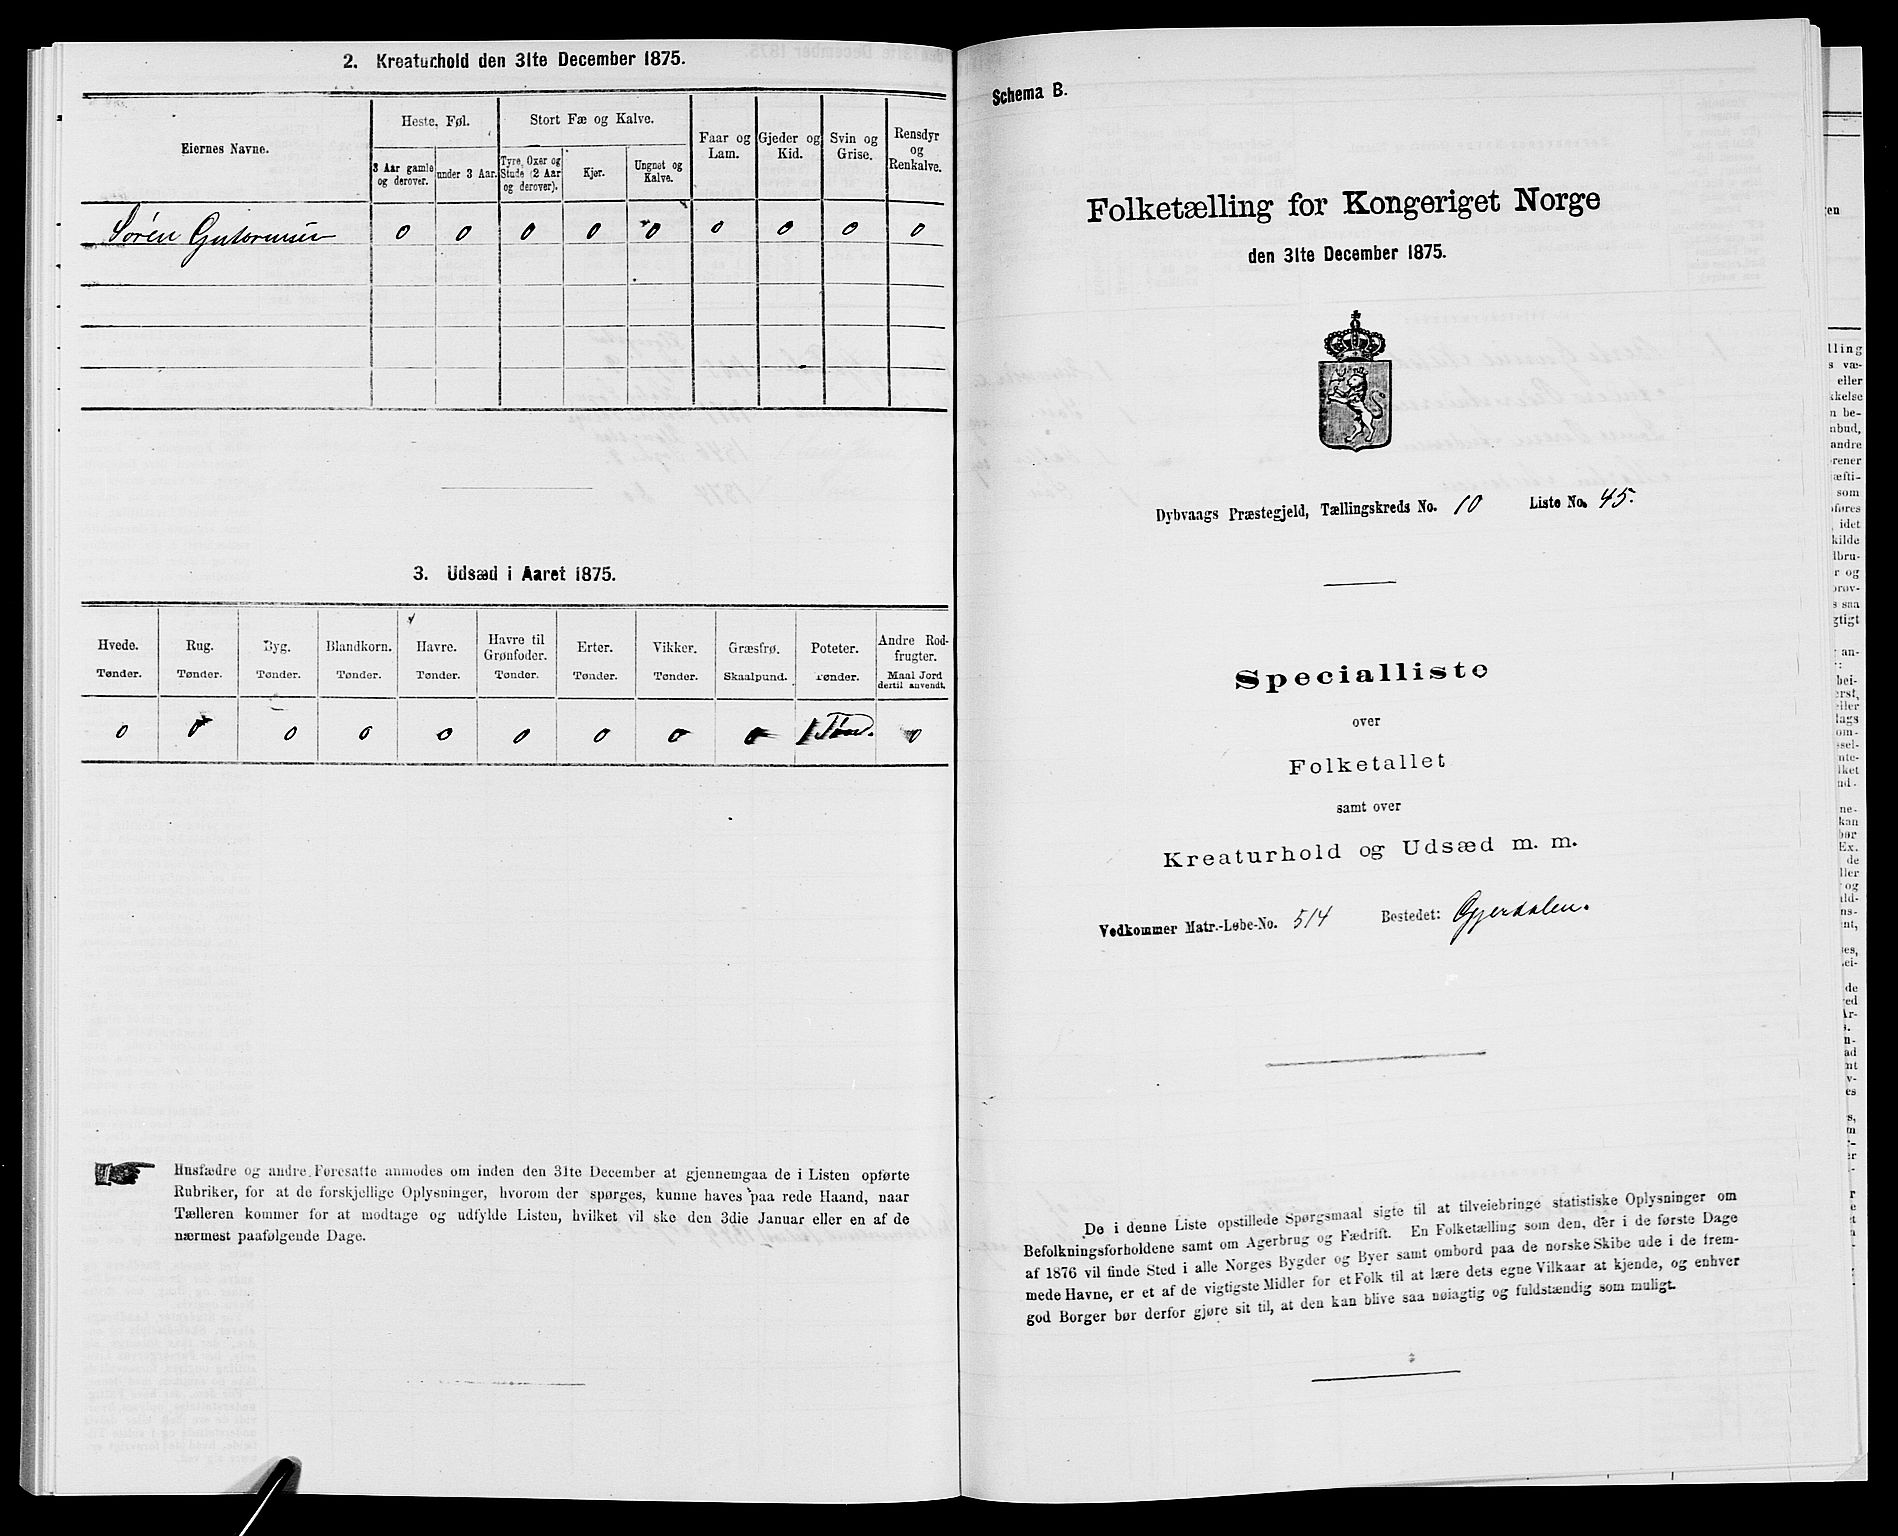 2. Kreaturhold den 31te December 1875.
Eiernes Navne.
Heste, Føl.
Stort Fæ og Kalve.
Faar og Lam.
Gjeder og Kid.
Svin og Grise.
Rensdyr og Renkalve.
3 Aar gamle og derover.
under 3 Aar.
Tyre, Oxer og Stude (2 Aar og derover).
Kjør.
Ungnøt og Kalve.
Søren Gutormsen 0 0 0 0 0 0 0 0 0
3. Udsæd i Aaret 1875.
Hvede. Rug. Byg. Blandkorn. Havre. Havre til Grønfoder. Erter. Vikker. Græsfrø. Poteter. Andre Rodfrugter.
Tønder. Tønder. Tønder. Tønder. Tønder. Tønder. Tønder. Tønder. Skaalpund. Tønder. Maal Jord dertil anvendt.
0 0 0 0 0 0 0 0 0 1 Tønd. 0
Husfædre og andre Foresatte anmodes om inden den 31te December at gjennemgaa de i Listen opførte
Rubriker, for at de forskjellige Oplysninger, hvorom der spørges, kunne haves paa rede Haand, naar
Tælleren kommer for at modtage og udfylde Listen, hvilket vil ske den 3die Januar eller en af de
nærmest paafølgende Dage.
Schema B.
Folketælling for Kongeriget Norge
den 31te December 1875.
Dybvaags Præstegjeld, Tællingskreds No. 10 Liste No. 45.
Specialliste
over
Folketallet
samt over
Kreaturhold og Udsæd m. m.
Vedkommer Matr.-Løbe-No. 514 Bostedet: Gjerdalen.
De i denne Liste opstillede Spørgsmaal sigte til at tilveiebringe statistiske Oplysninger om
Befolkningsforholdene samt om Agerbrug og Fædrift. En Folketælling som den, der i de første Dage
af 1876 vil finde Sted i alle Norges Bygder og Byer samt ombord paa de norske Skibe ude i de frem-
mede Havne, er et af de vigtigste Midler for et Folk til at lære dets egne Vilkaar at kjende, og enhver
god Borger bør derfor gjøre sit til, at den kan blive saa nøiagtig og fuldstændig som muligt.